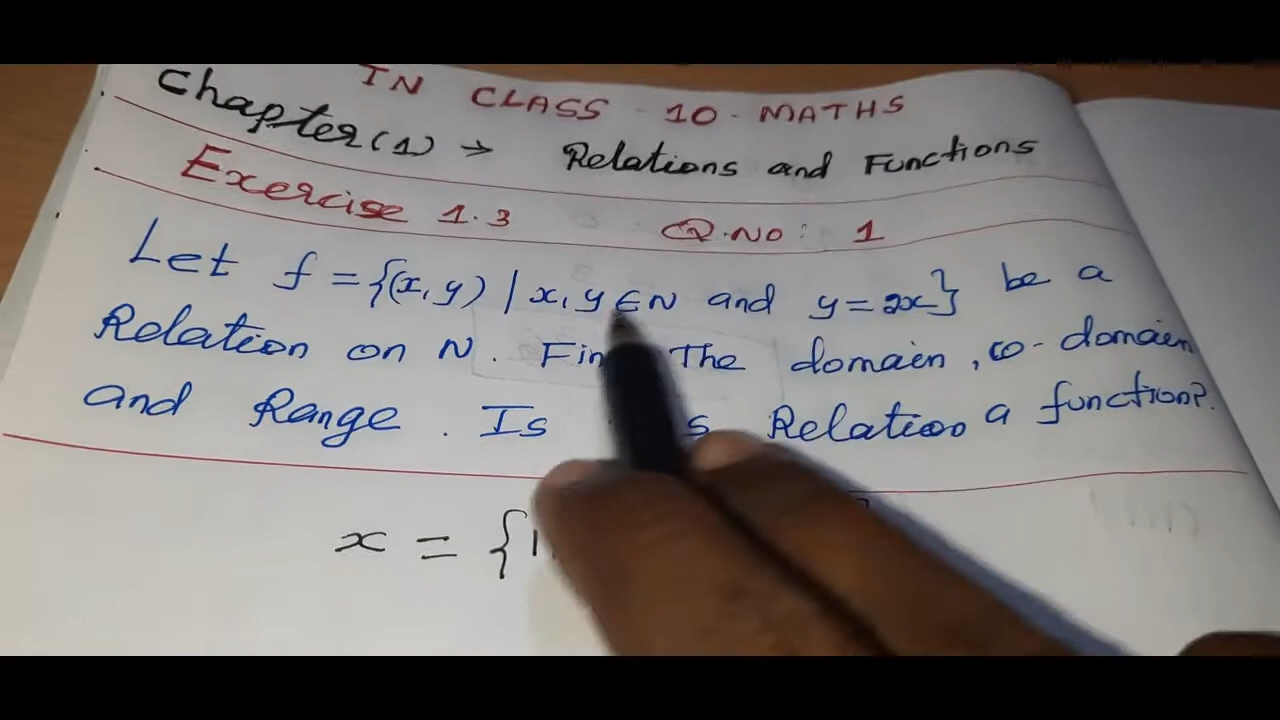 TN CLASS - 10 - MATHS
Chapter (1) → Relations and Functions
Exercise 1.3 Q.NO: 1
Let f = {(x, y) / x, y ∈ N and y = 2x} be a
Relation on N. The domain, co-domain
and Range. Is Relation a function?
x = {1